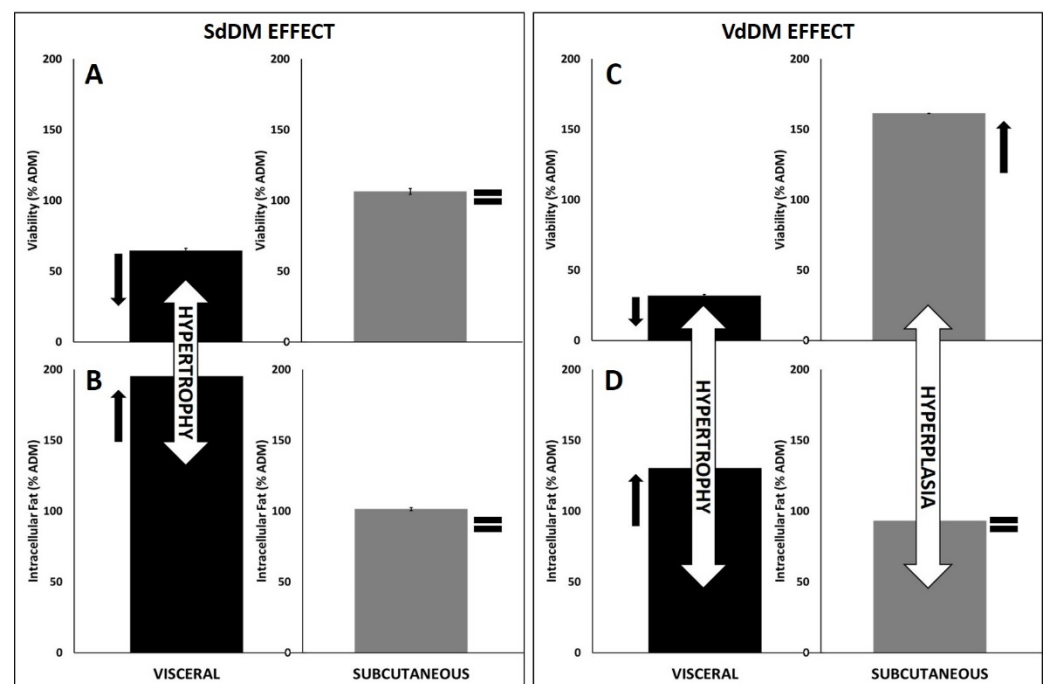 SdDM EFFECT
A
Viability (% ADM)
200
150
100
50
0
Viability (% ADM)
200
150
100
50
0
HYPERTROPHY
B
Intracellular Fat (% ADM)
200
150
100
50
0
VISCERAL
Intracellular Fat (% ADM)
200
150
100
50
0
SUBCUTANEOUS
VdDM EFFECT
C
Viability (% ADM)
200
150
100
50
0
Viability (% ADM)
200
150
100
50
0
HYPERTROPHY
HYPERPLASIA
D
Intracellular Fat (% ADM)
200
150
100
50
0
VISCERAL
Intracellular Fat (% ADM)
200
150
100
50
0
SUBCUTANEOUS